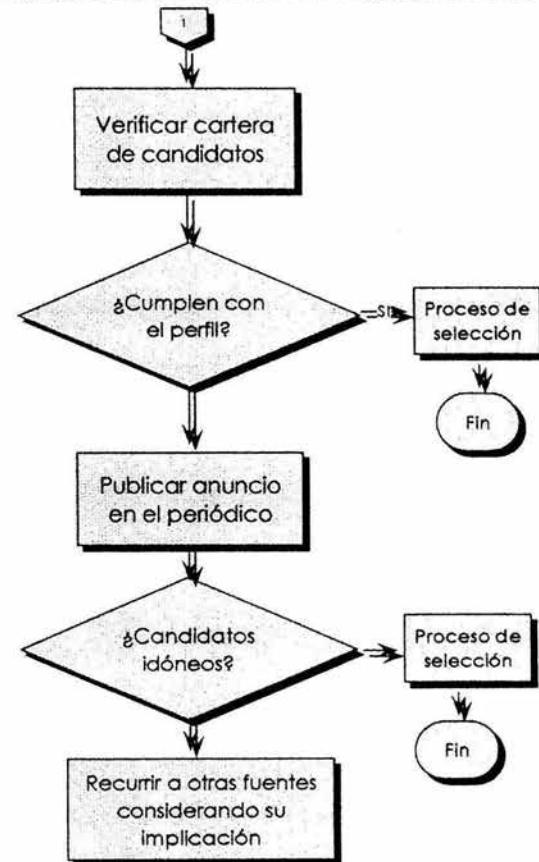 1
Verificar cartera
de candidatos
¿Cumplen con
el perfil?
SI
Proceso de
selección
Fin
Publicar anuncio
en el periódico
¿Candidatos
idóneos?
Proceso de
selección
Fin
Recurrir a otras fuentes
considerando su
implicación